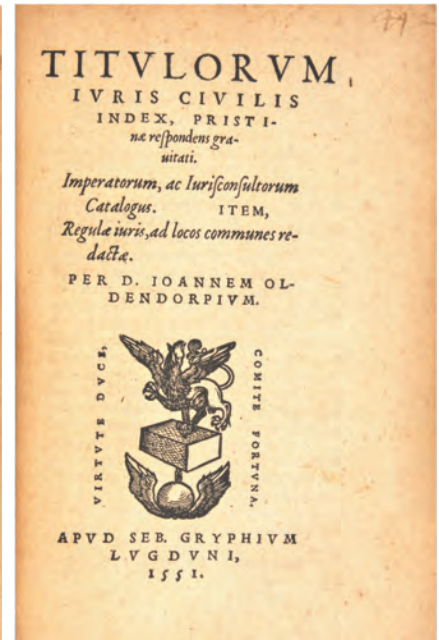 TITVLORVM
IVRIS CIVILIS
INDEX, PRISTI-
næ reſpondens gra-
uitati.
Imperatorum, ac Iuriſconſultorum
Catalogus. ITEM,
Regulæ iuris, ad locos communes re-
dactæ.
PER D. IOANNEM OL-
DENDORPIVM.
VIRTVTE DVCE,
COMITE FORTVNA.
APVD SEB. GRYPHIVM
LVGDVNI,
1551.